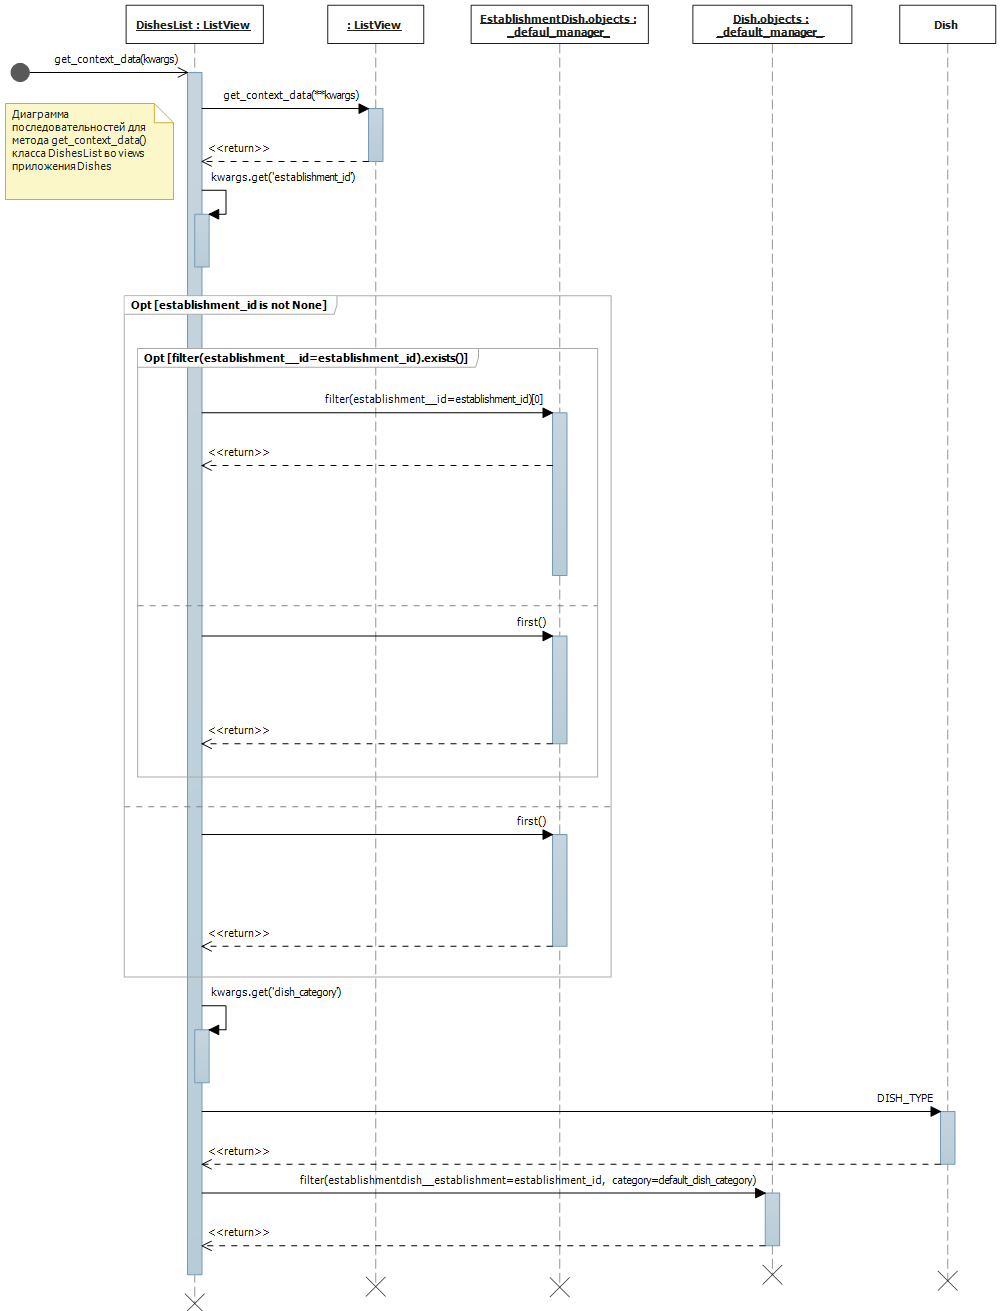 DishesList : ListView
: ListView
EstablishmentDish.objects :
_defaul_manager_
Dish.objects :
_default_manager_
Dish
get_context_data(kwargs)
get_context_data(**kwargs)
Диаграмма
последовательностей для
метода get_context_data()
класса DishesList во views
приложения Dishes
<<return>>
kwargs.get('establishment_id')
Opt [establishment_id is not None]
Opt [filter(establishment__id=establishment_id).exists()]
filter(establishment__id=establishment_id)[0]
<<return>>
first()
<<return>>
first()
<<return>>
kwargs.get('dish_category')
DISH_TYPE
<<return>>
filter(establishmentdish__establishment=establishment_id, category=default_dish_category)
<<return>>